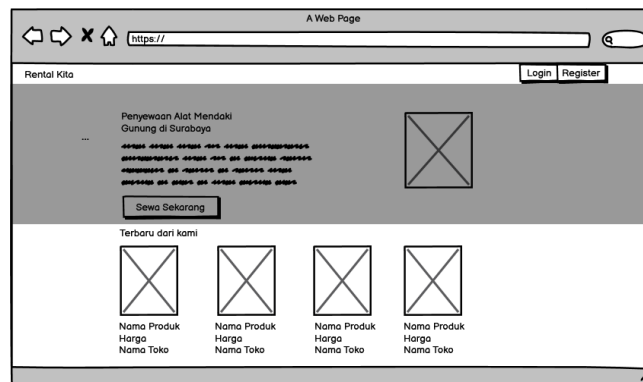 A Web Page
https://
Rental Kita
Login
Register
Penyewaan Alat Mendaki
Gunung di Surabaya
...
Sewa Sekarang
Terbaru dari kami
Nama Produk
Harga
Nama Toko
Nama Produk
Harga
Nama Toko
Nama Produk
Harga
Nama Toko
Nama Produk
Harga
Nama Toko